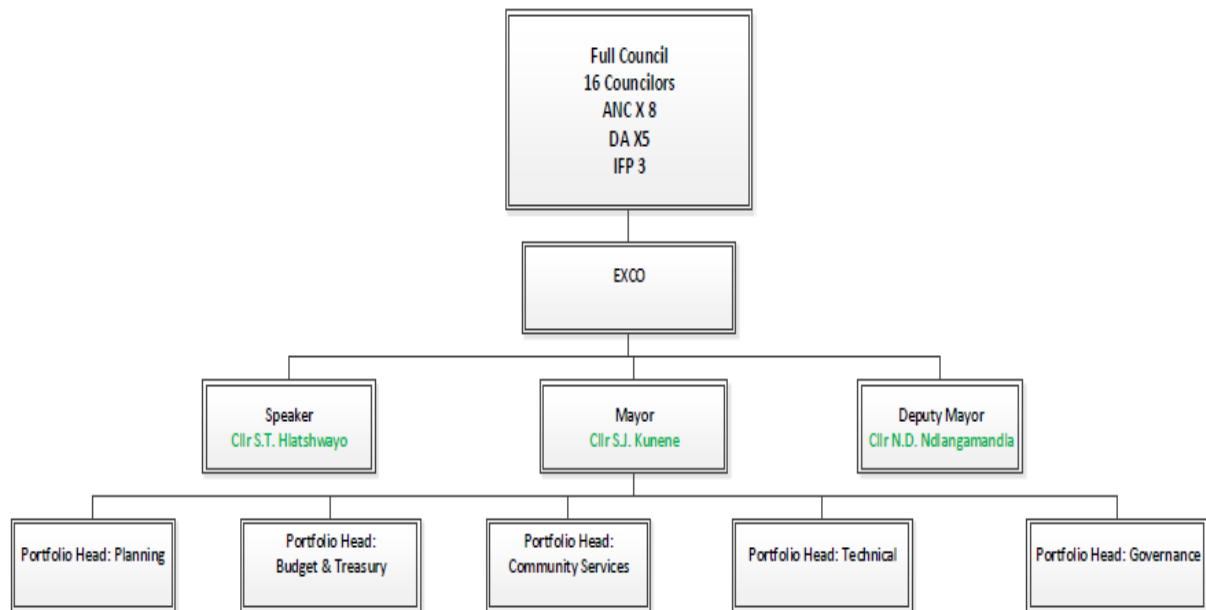 Full Council
16 Councilors
ANC X 8
DA X5
IFP 3
EXCO
Speaker
Cllr S.T. Hlatshwayo
Mayor
Cllr S.J. Kunene
Deputy Mayor
Cllr N.D. Ndlangamandla
Portfolio Head: Planning
Portfolio Head:
Budget & Treasury
Portfolio Head:
Community Services
Portfolio Head: Technical
Portfolio Head: Governance